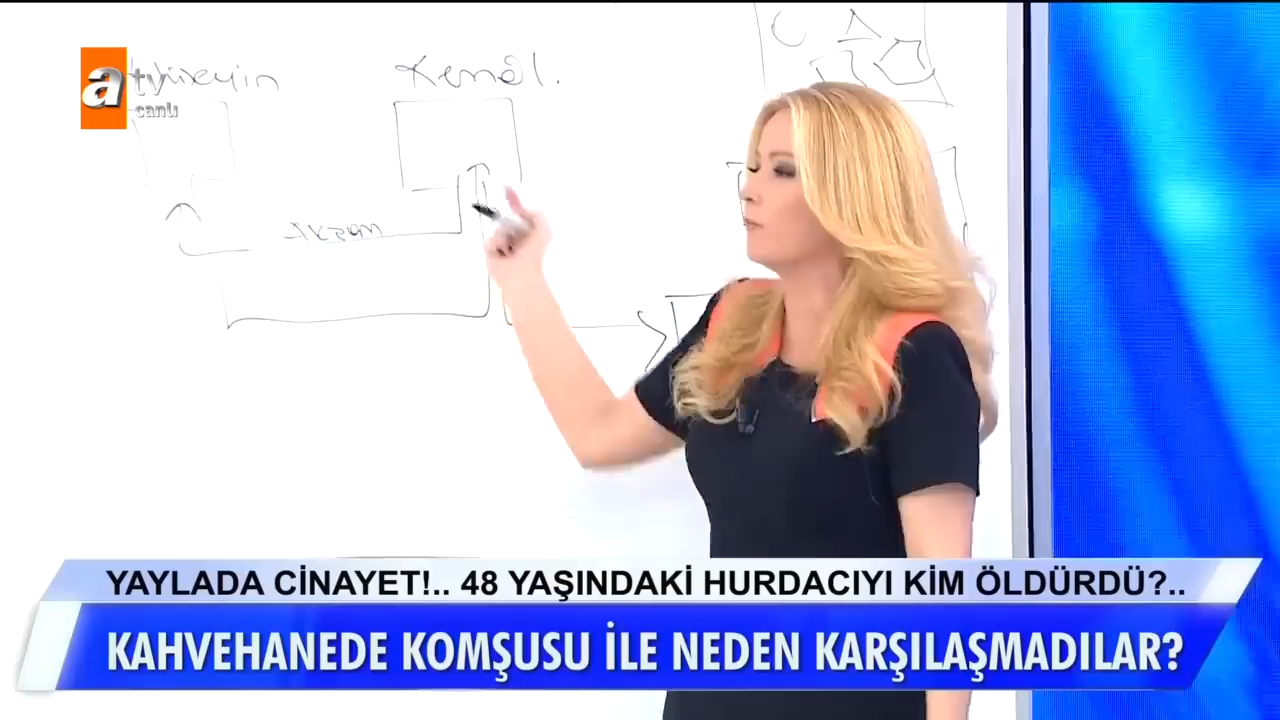 Kemal.
atv
canlı
YAYLADA CİNAYET!.. 48 YAŞINDAKİ HURDACIYI KİM ÖLDÜRDÜ?..
KAHVEHANEDE KOMŞUSU İLE NEDEN KARŞILAŞMADILAR?